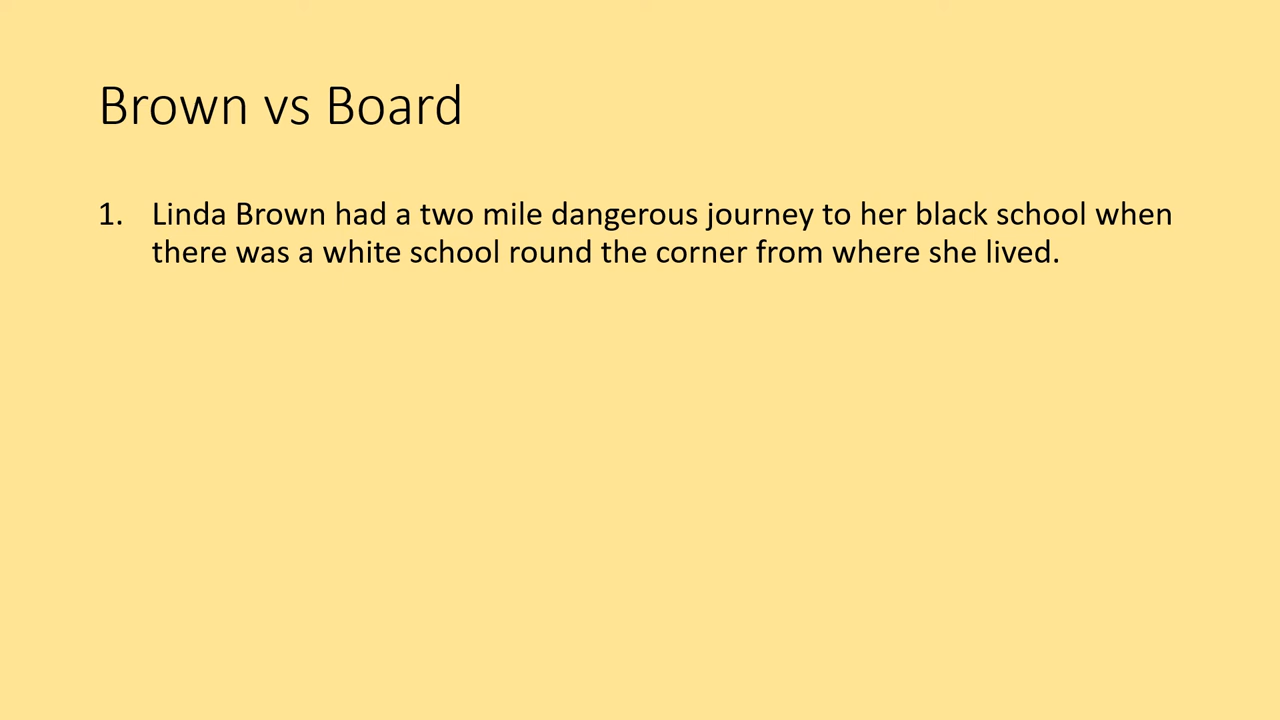 Brown vs Board
1. Linda Brown had a two mile dangerous journey to her black school when
there was a white school round the corner from where she lived.